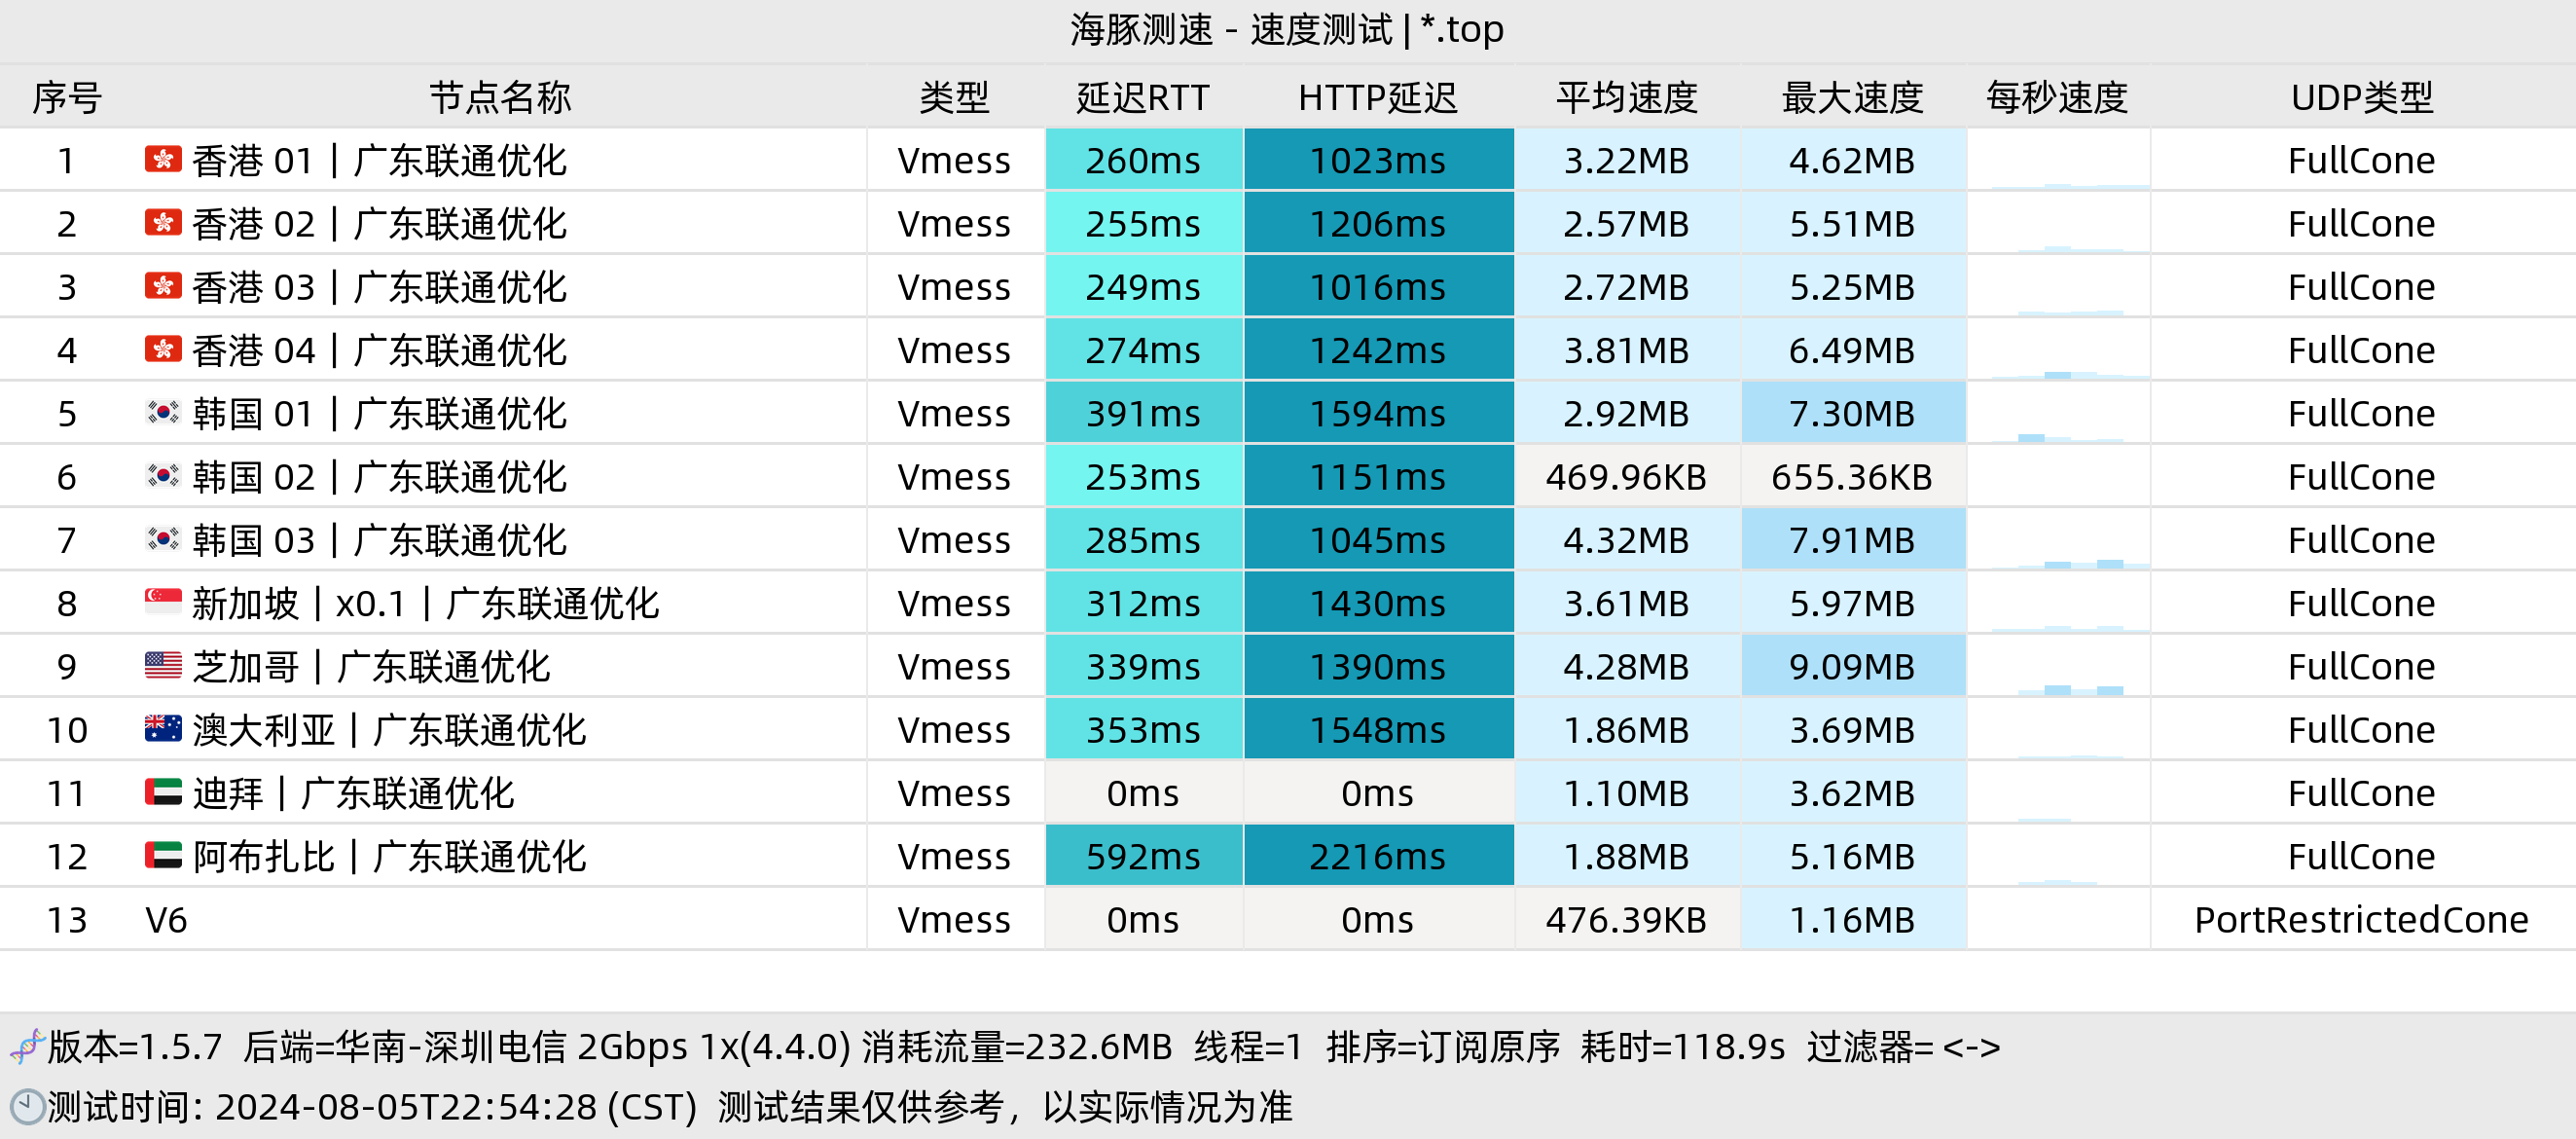 海豚测速 - 速度测试 | *.top
序号 节点名称 类型 延迟RTT HTTP延迟 平均速度 最大速度 每秒速度 UDP类型
1 香港 01 | 广东联通优化 Vmess 260ms 1023ms 3.22MB 4.62MB FullCone
2 香港 02 | 广东联通优化 Vmess 255ms 1206ms 2.57MB 5.51MB FullCone
3 香港 03 | 广东联通优化 Vmess 249ms 1016ms 2.72MB 5.25MB FullCone
4 香港 04 | 广东联通优化 Vmess 274ms 1242ms 3.81MB 6.49MB FullCone
5 韩国 01 | 广东联通优化 Vmess 391ms 1594ms 2.92MB 7.30MB FullCone
6 韩国 02 | 广东联通优化 Vmess 253ms 1151ms 469.96KB 655.36KB FullCone
7 韩国 03 | 广东联通优化 Vmess 285ms 1045ms 4.32MB 7.91MB FullCone
8 新加坡 | x0.1 | 广东联通优化 Vmess 312ms 1430ms 3.61MB 5.97MB FullCone
9 芝加哥 | 广东联通优化 Vmess 339ms 1390ms 4.28MB 9.09MB FullCone
10 澳大利亚 | 广东联通优化 Vmess 353ms 1548ms 1.86MB 3.69MB FullCone
11 迪拜 | 广东联通优化 Vmess 0ms 0ms 1.10MB 3.62MB FullCone
12 阿布扎比 | 广东联通优化 Vmess 592ms 2216ms 1.88MB 5.16MB FullCone
13 V6 Vmess 0ms 0ms 476.39KB 1.16MB PortRestrictedCone
版本=1.5.7 后端=华南-深圳电信 2Gbps 1x(4.4.0) 消耗流量=232.6MB 线程=1 排序=订阅原序 耗时=118.9s 过滤器= <->
测试时间: 2024-08-05T22:54:28 (CST) 测试结果仅供参考，以实际情况为准